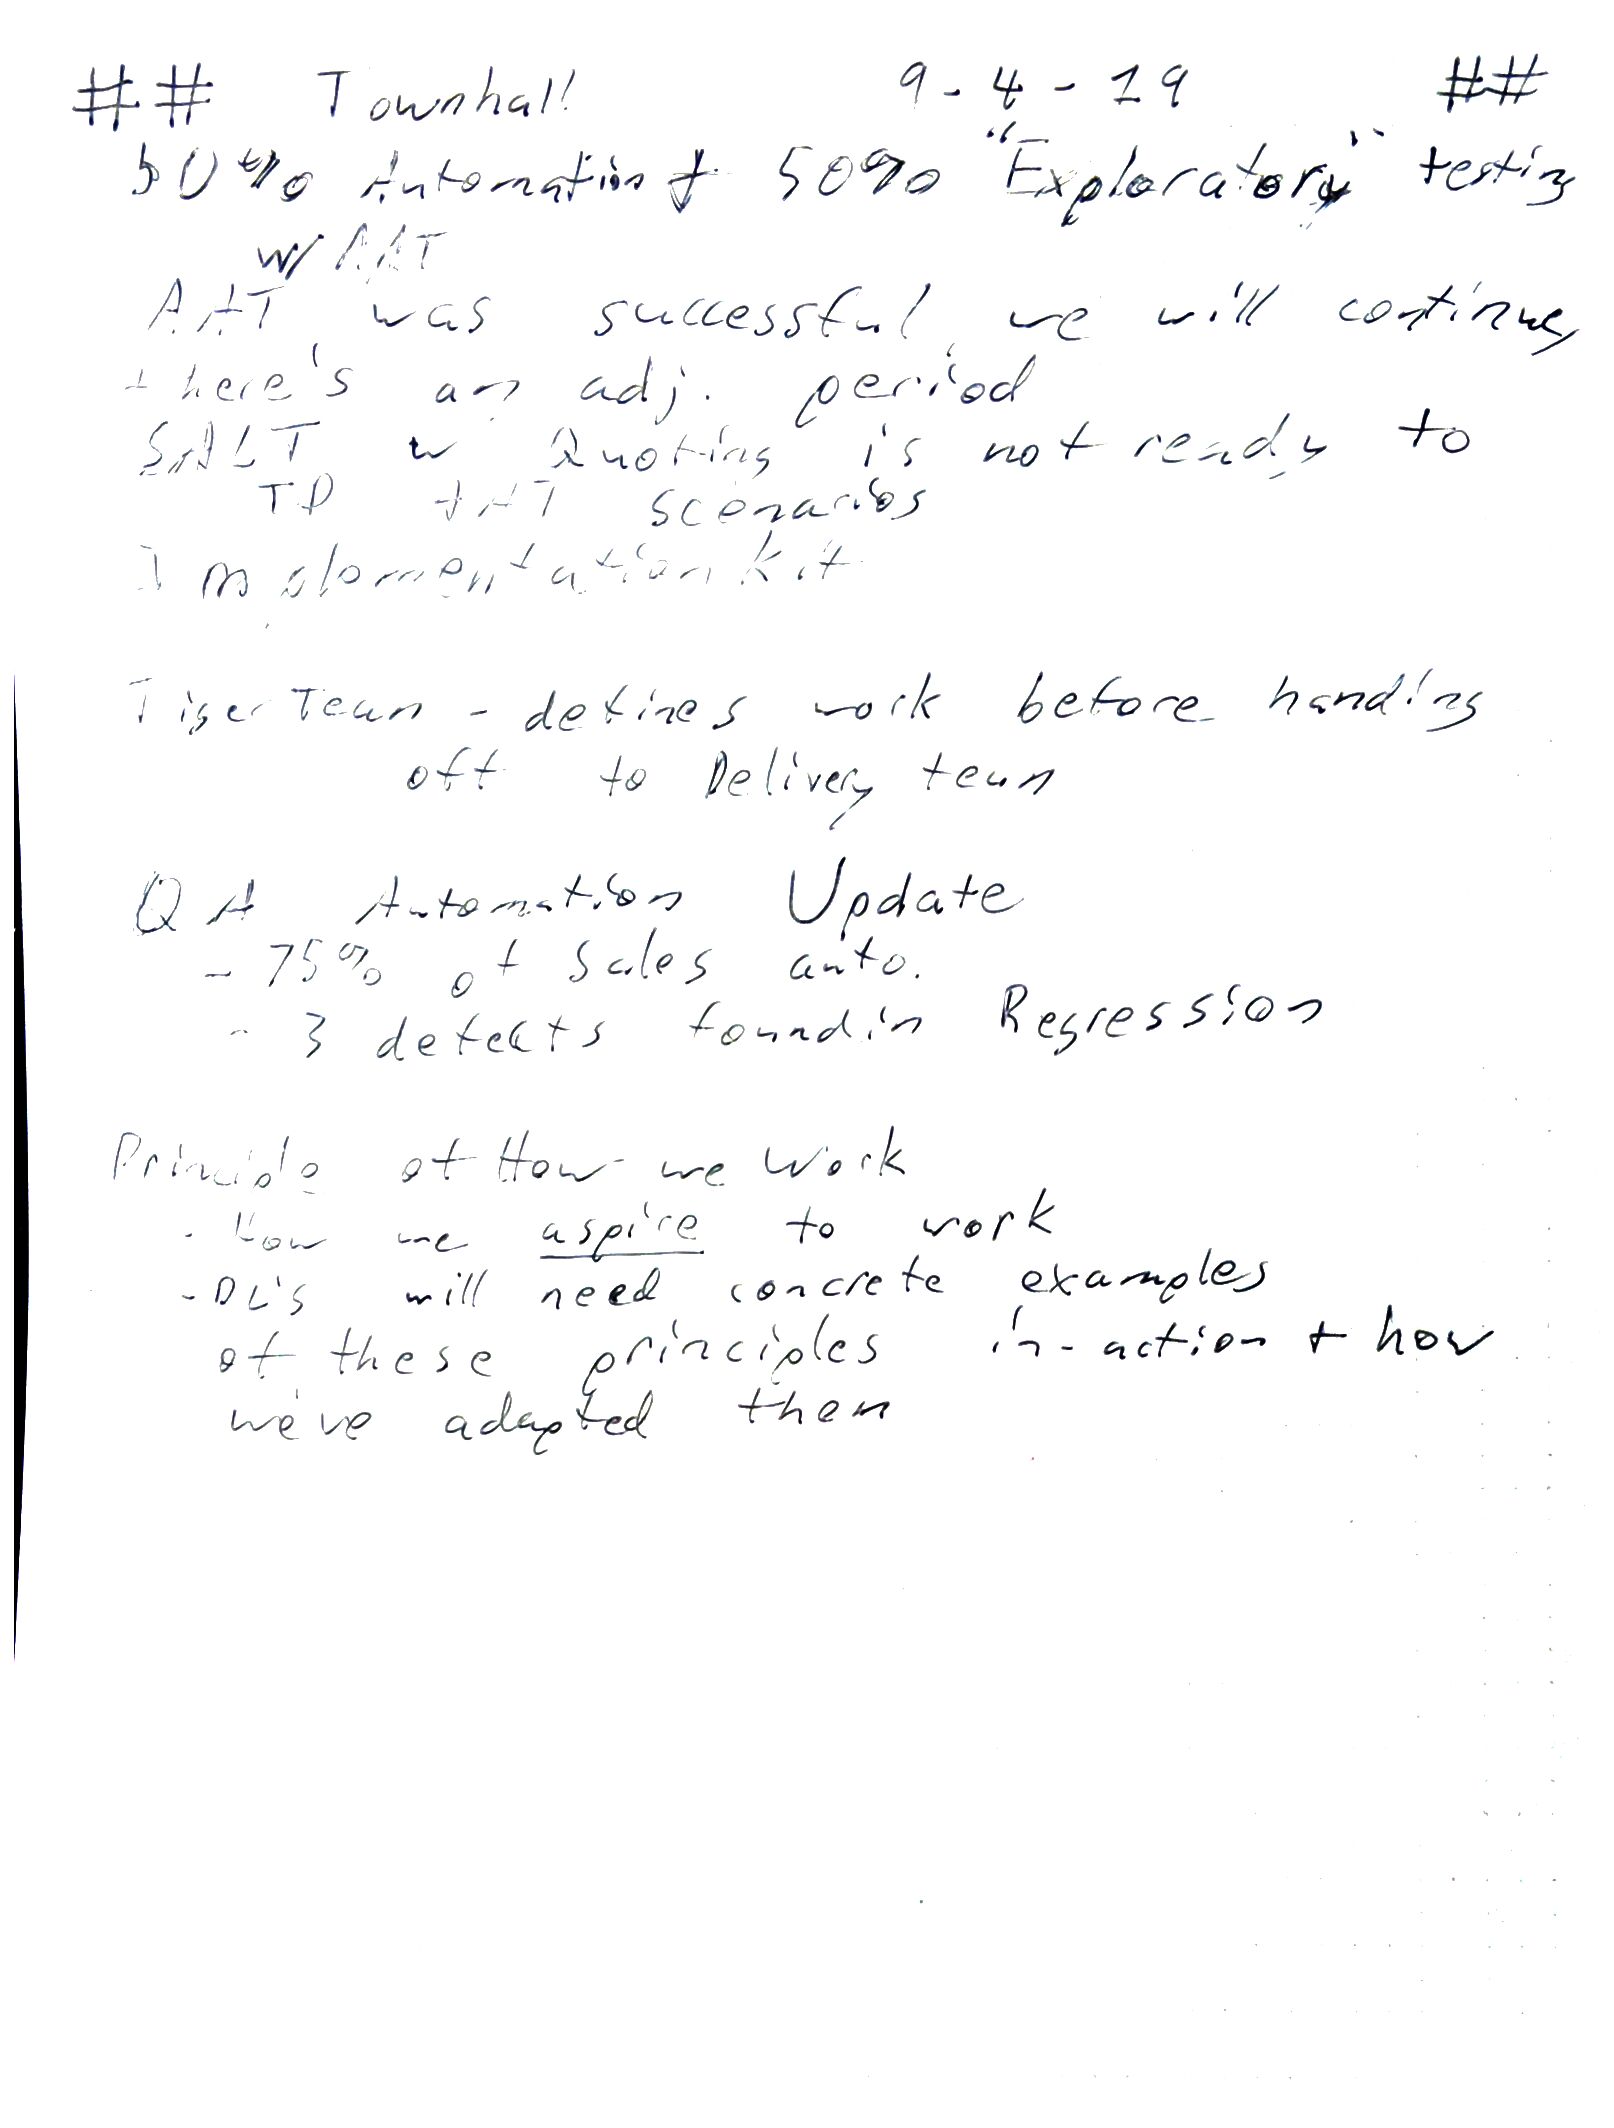 ## Townhall 9-4-19 ##
50% Automation + 50% "Exploratory" testing
w/ AAT
AAT was successful, we will continue,
there's an adj. period
SALT w Quoting is not ready to
TD AAT scenarios
Implementation kit
Tiger Team - defines work before handing
off to Delivery team
QA Automation Update
- 75% of Sales auto.
- 3 defects found in Regression
Principle of How we Work
- How we aspire to work
- DL's will need concrete examples
of these principles in-action + how
we've adapted them